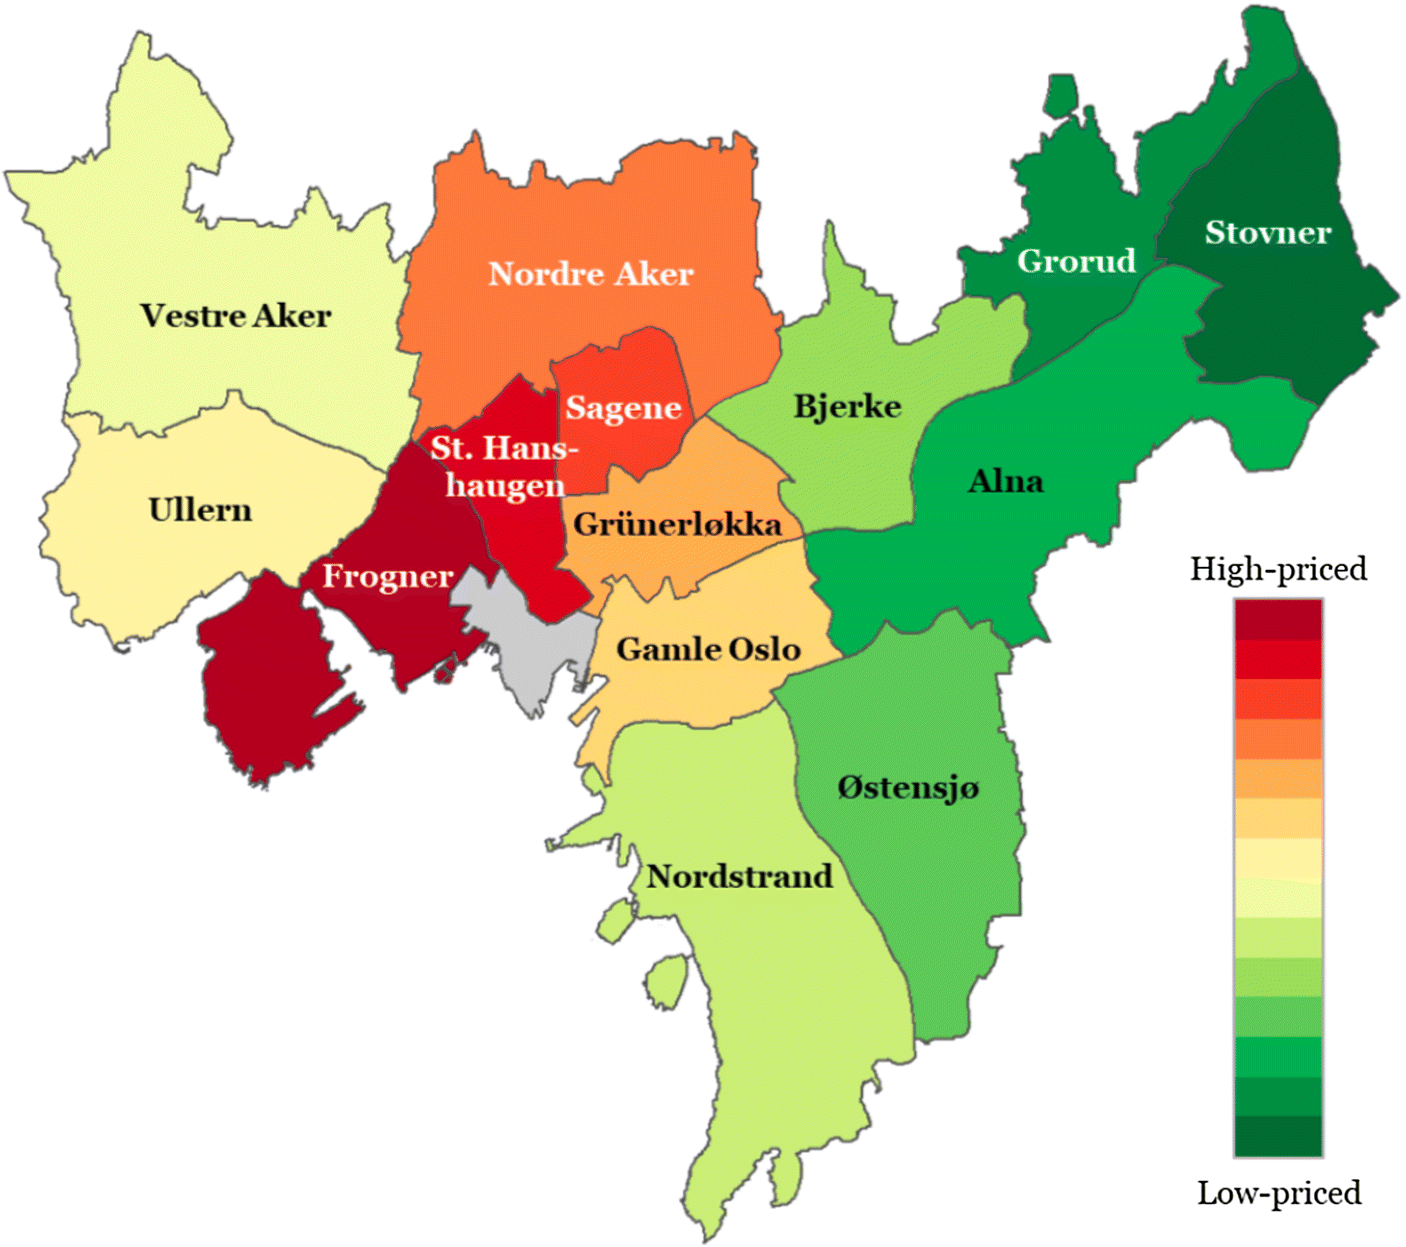 Stovner
Grorud
Nordre Aker
Vestre Aker
Bjerke
Sagene
St. Hans-
haugen
Alna
Ullern
Grünerløkka
High-priced
Frogner
Gamle Oslo
Østensjø
Nordstrand
Low-priced